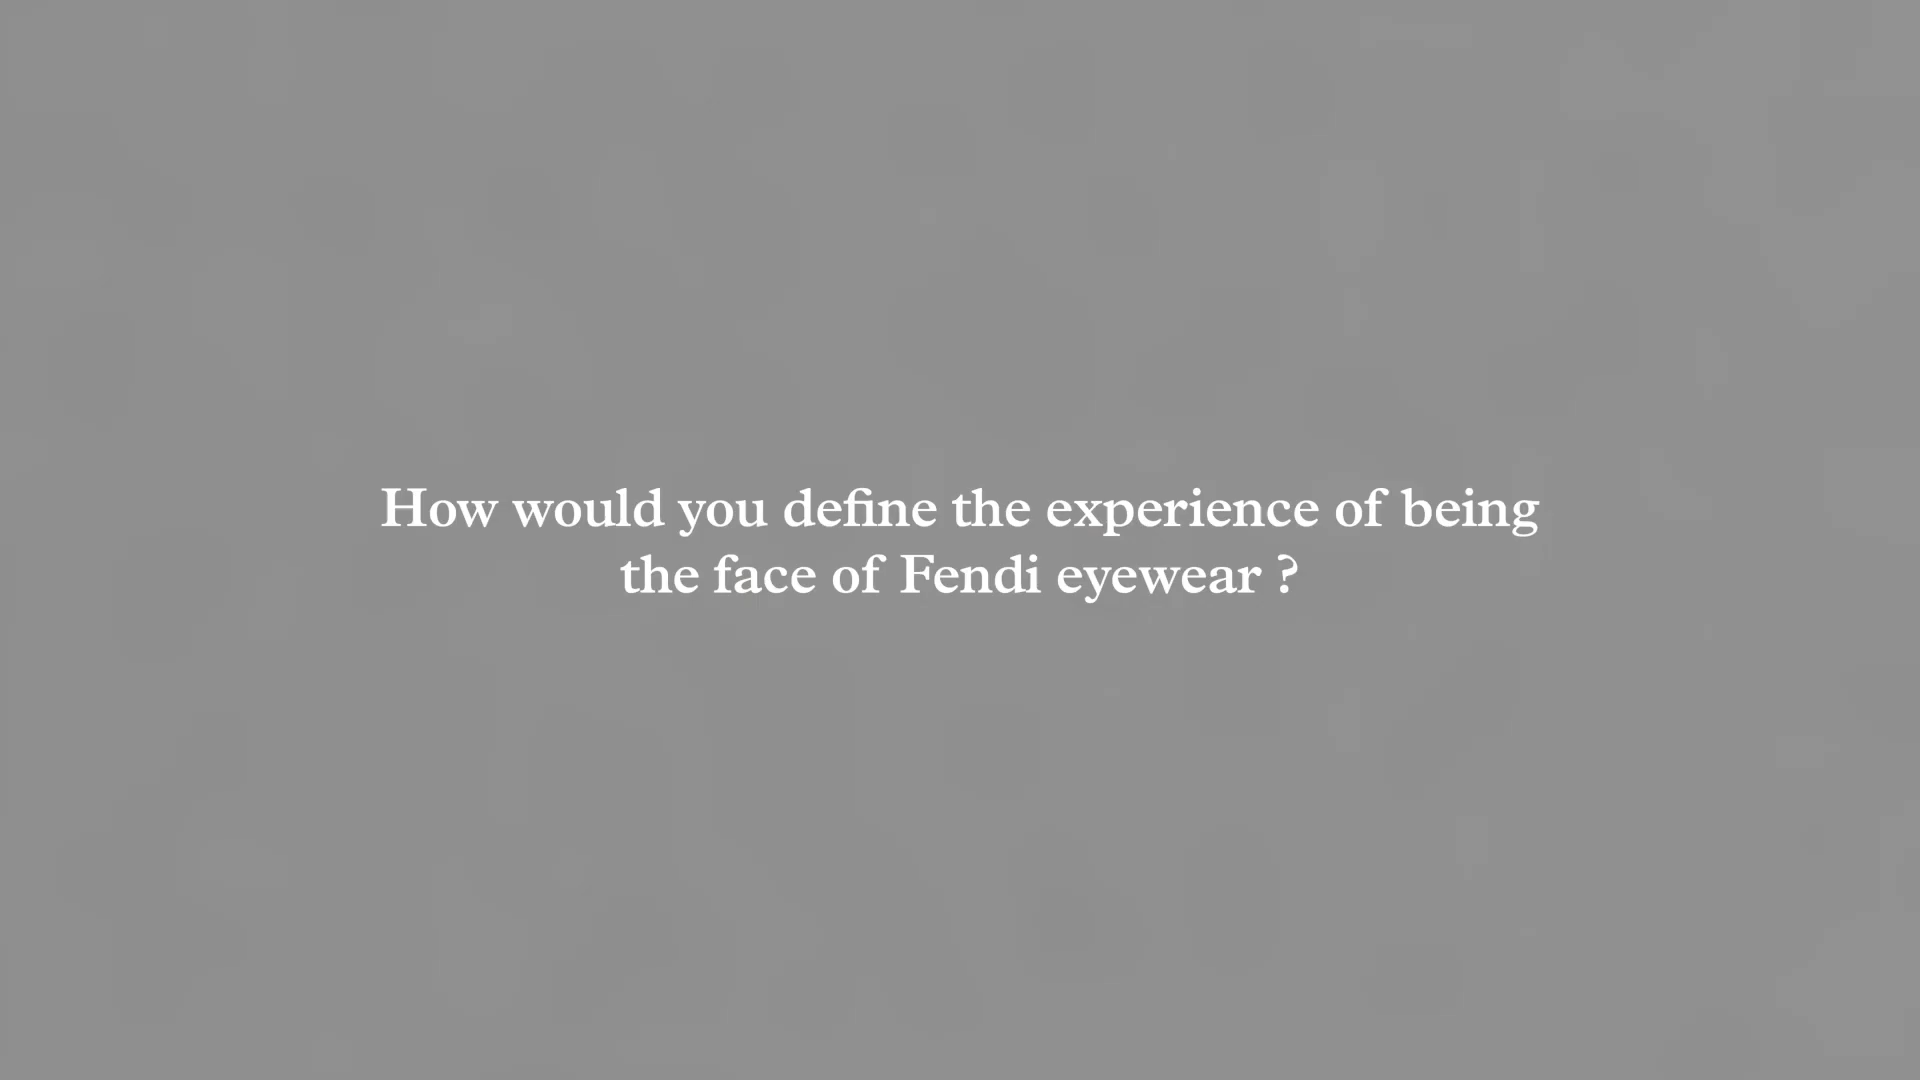 How would you define the experience of being
the face of Fendi eyewear ?